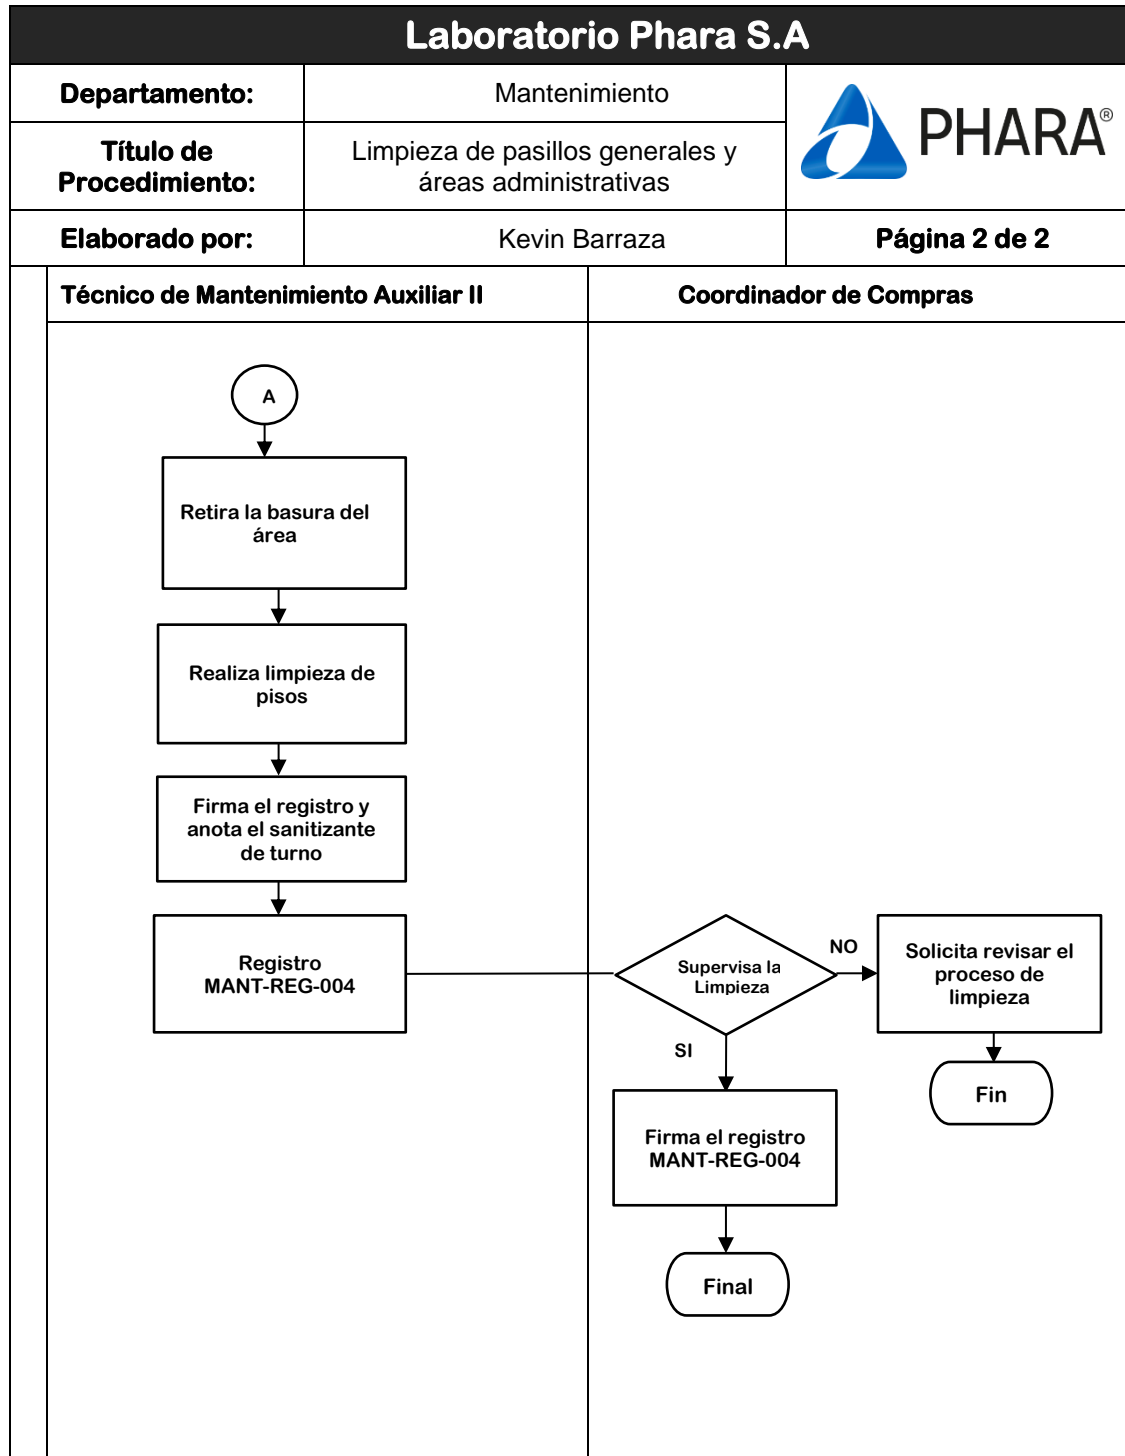 Laboratorio Phara S.A
Departamento:
Mantenimiento
PHARA®
Título de
Procedimiento:
Limpieza de pasillos generales y
áreas administrativas
Elaborado por:
Kevin Barraza
Página 2 de 2
Técnico de Mantenimiento Auxiliar II
Coordinador de Compras
A
Retira la basura del
área
Realiza limpieza de
pisos
Firma el registro y
anota el sanitizante
de turno
Registro
MANT-REG-004
Supervisa la
Limpieza
NO
Solicita revisar el
proceso de
limpieza
SI
Fin
Firma el registro
MANT-REG-004
Final